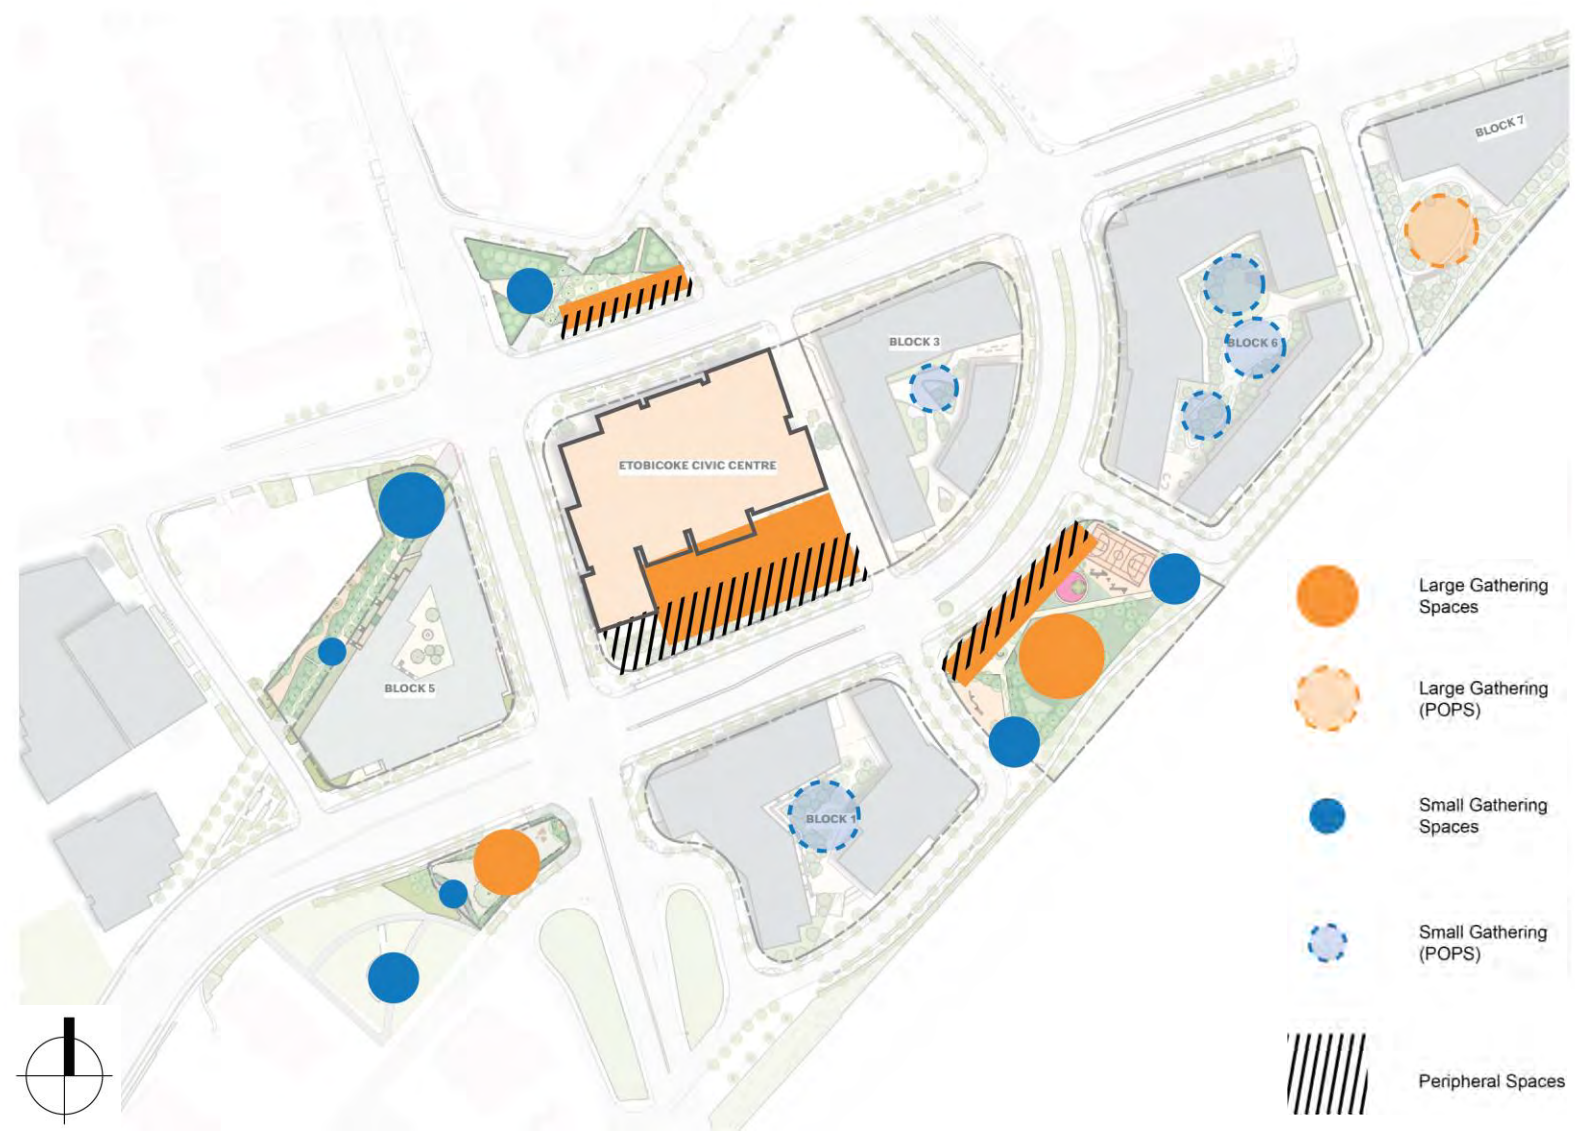 BLOCK 7
BLOCK 3
BLOCK 6
ETOBICOKE CIVIC CENTRE
BLOCK 5
BLOCK 1
Large Gathering
Spaces
Large Gathering
(POPS)
Small Gathering
Spaces
Small Gathering
(POPS)
Peripheral Spaces